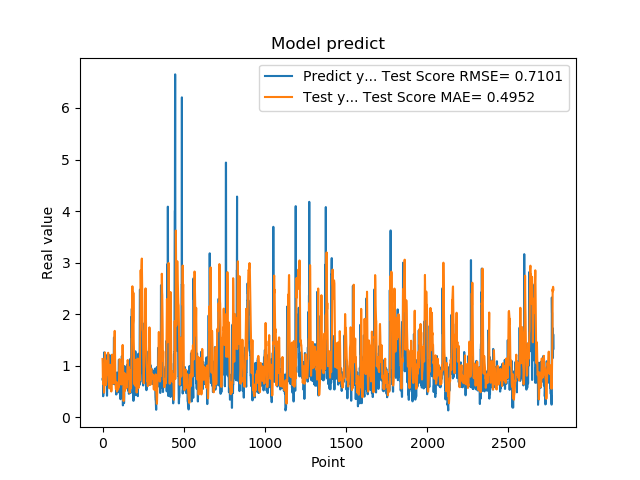 Model predict
Predict y... Test Score RMSE= 0.7101
Test y... Test Score MAE= 0.4952
Real value
6
5
4
3
2
1
0
0 500 1000 1500 2000 2500
Point